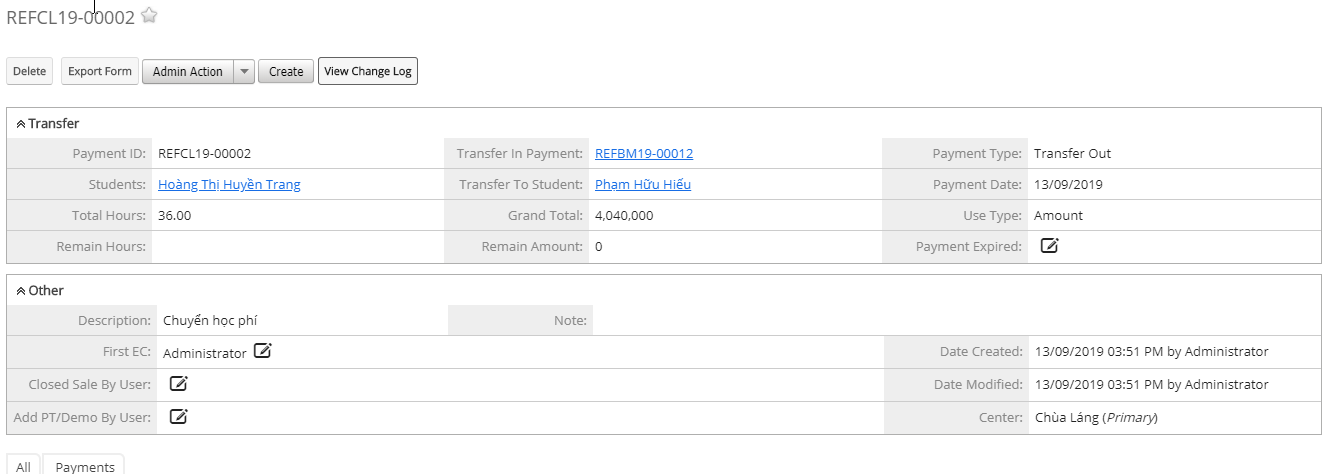 REFCL19-00002
Delete Export Form Admin Action Create View Change Log
Transfer
Payment ID: REFCL19-00002 Transfer In Payment: REFBM19-00012 Payment Type: Transfer Out
Students: Hoàng Thị Huyền Trang Transfer To Student: Phạm Hữu Hiếu Payment Date: 13/09/2019
Total Hours: 36.00 Grand Total: 4,040,000 Use Type: Amount
Remain Hours: Remain Amount: 0 Payment Expired:
Other
Description: Chuyển học phí Note:
First EC: Administrator Date Created: 13/09/2019 03:51 PM by Administrator
Closed Sale By User: Date Modified: 13/09/2019 03:51 PM by Administrator
Add PT/Demo By User: Center: Chùa Láng (Primary)
All Payments